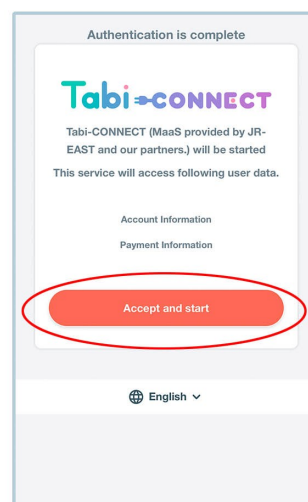 Authentication is complete
Tabi-CONNECT
Tabi-CONNECT (MaaS provided by JR-
EAST and our partners.) will be started
This service will access following user data.
Account Information
Payment Information
Accept and start
English